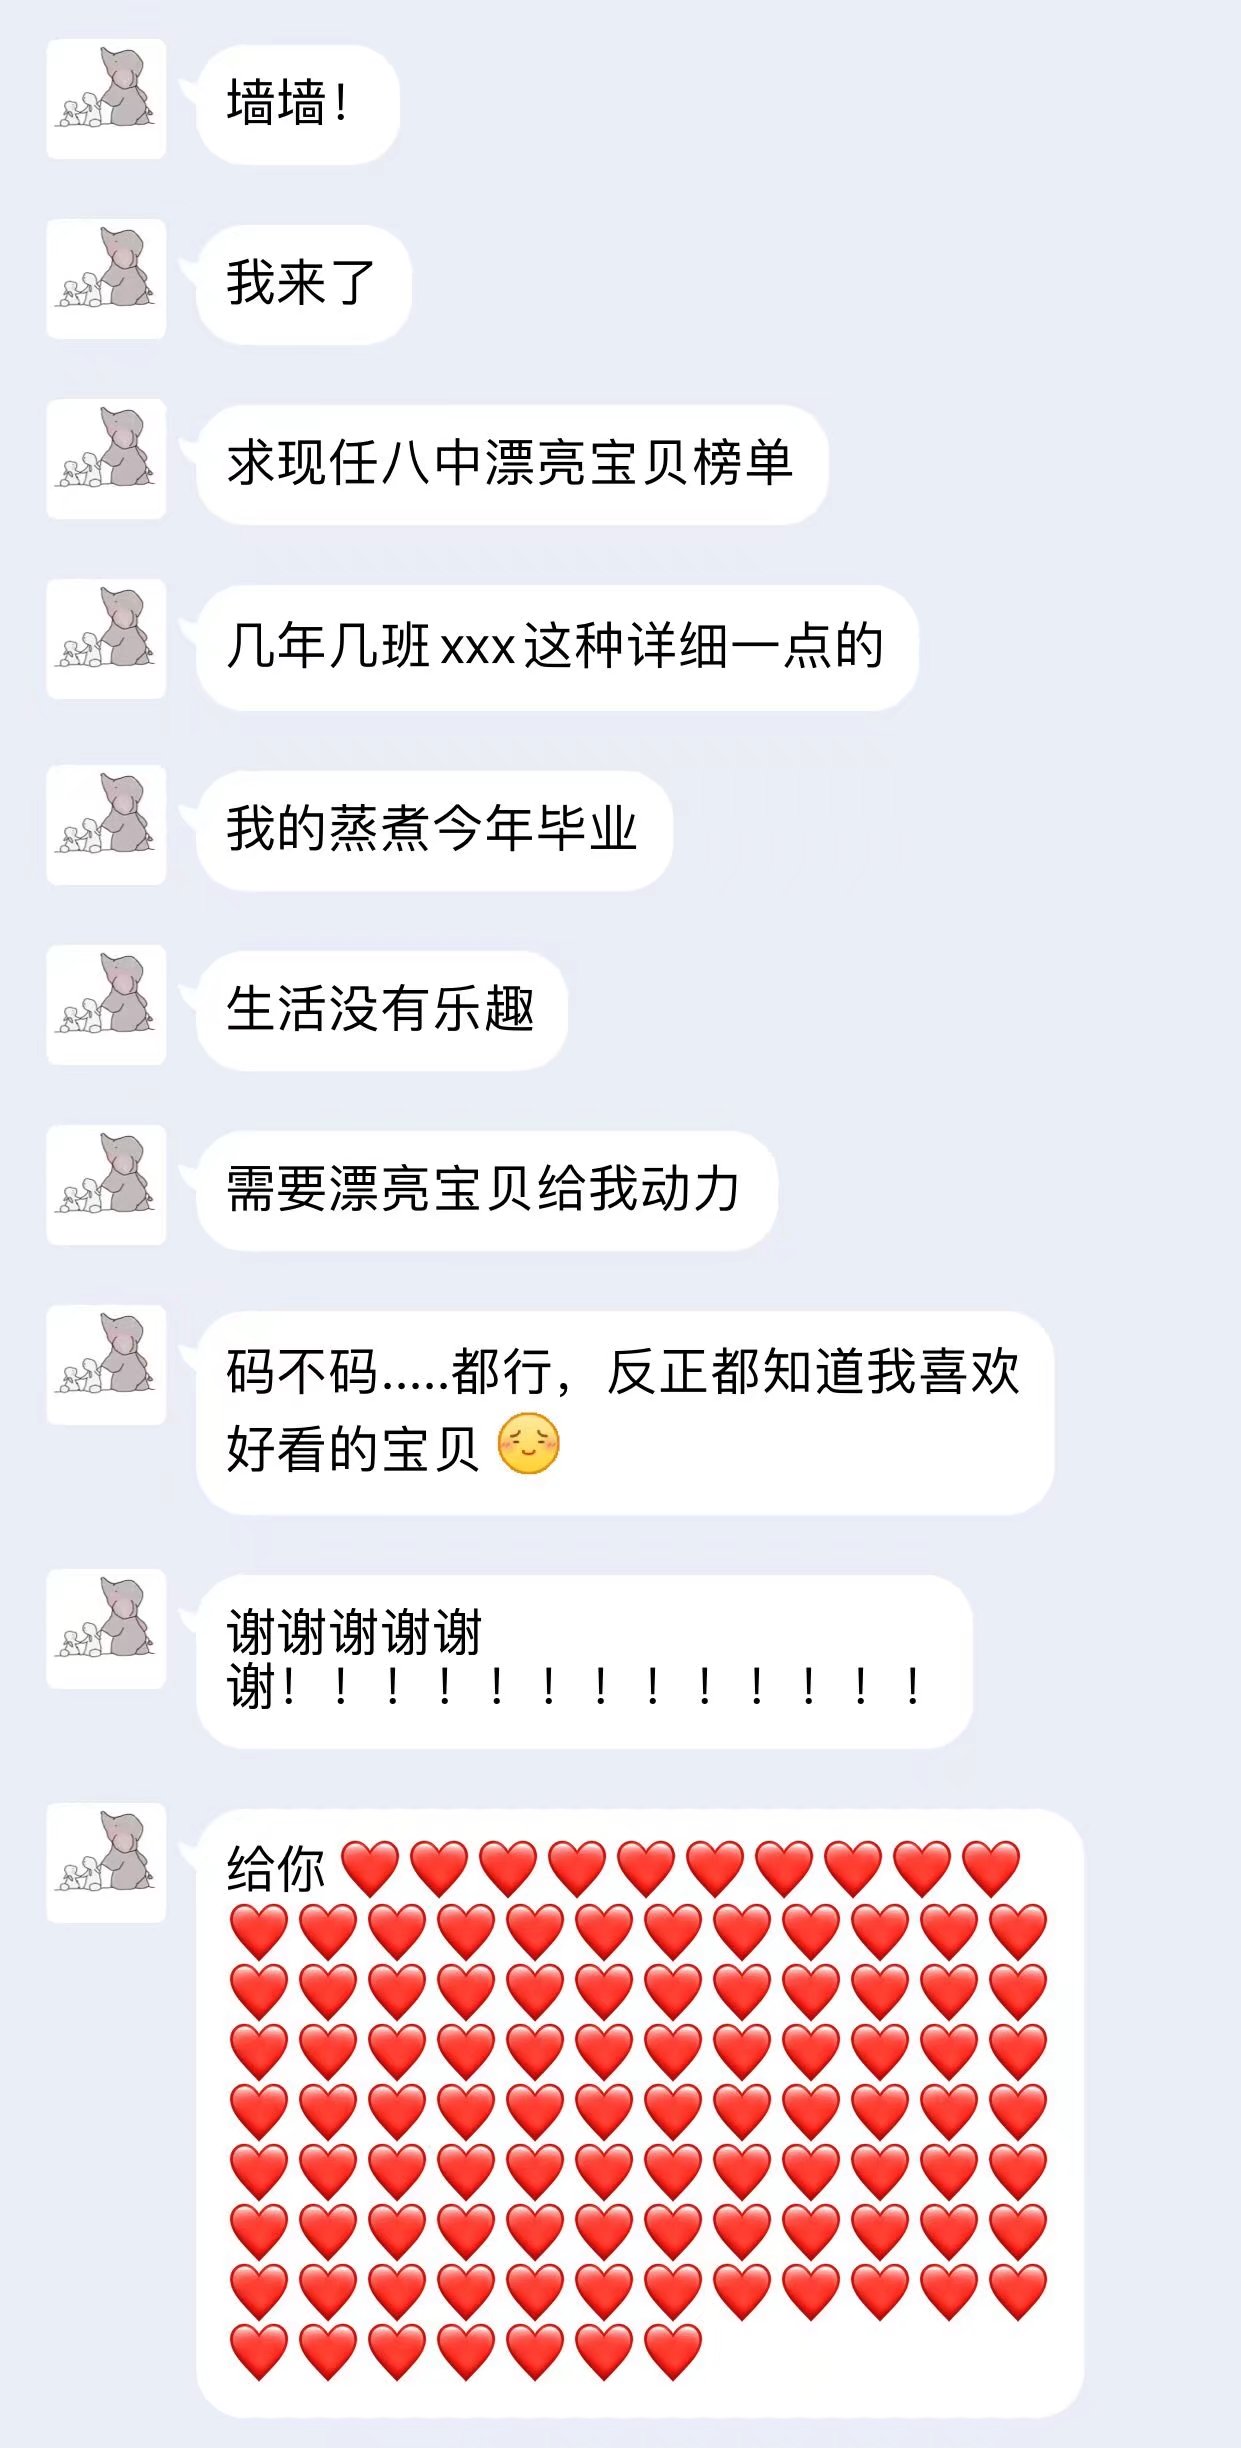 墙墙！
我来了
求现任八中漂亮宝贝榜单
几年几班xxx这种详细一点的
我的蒸煮今年毕业
生活没有乐趣
需要漂亮宝贝给我动力
码不码.....都行，反正都知道我喜欢
好看的宝贝
谢谢谢谢谢
谢！！！！！！！！！！！！！
给你❤️❤️❤️❤️❤️❤️❤️❤️❤️❤️
❤️❤️❤️❤️❤️❤️❤️❤️❤️❤️❤️❤️
❤️❤️❤️❤️❤️❤️❤️❤️❤️❤️❤️❤️
❤️❤️❤️❤️❤️❤️❤️❤️❤️❤️❤️❤️
❤️❤️❤️❤️❤️❤️❤️❤️❤️❤️❤️❤️
❤️❤️❤️❤️❤️❤️❤️❤️❤️❤️❤️❤️
❤️❤️❤️❤️❤️❤️❤️❤️❤️❤️❤️❤️
❤️❤️❤️❤️❤️❤️❤️❤️❤️❤️❤️❤️
❤️❤️❤️❤️❤️❤️❤️